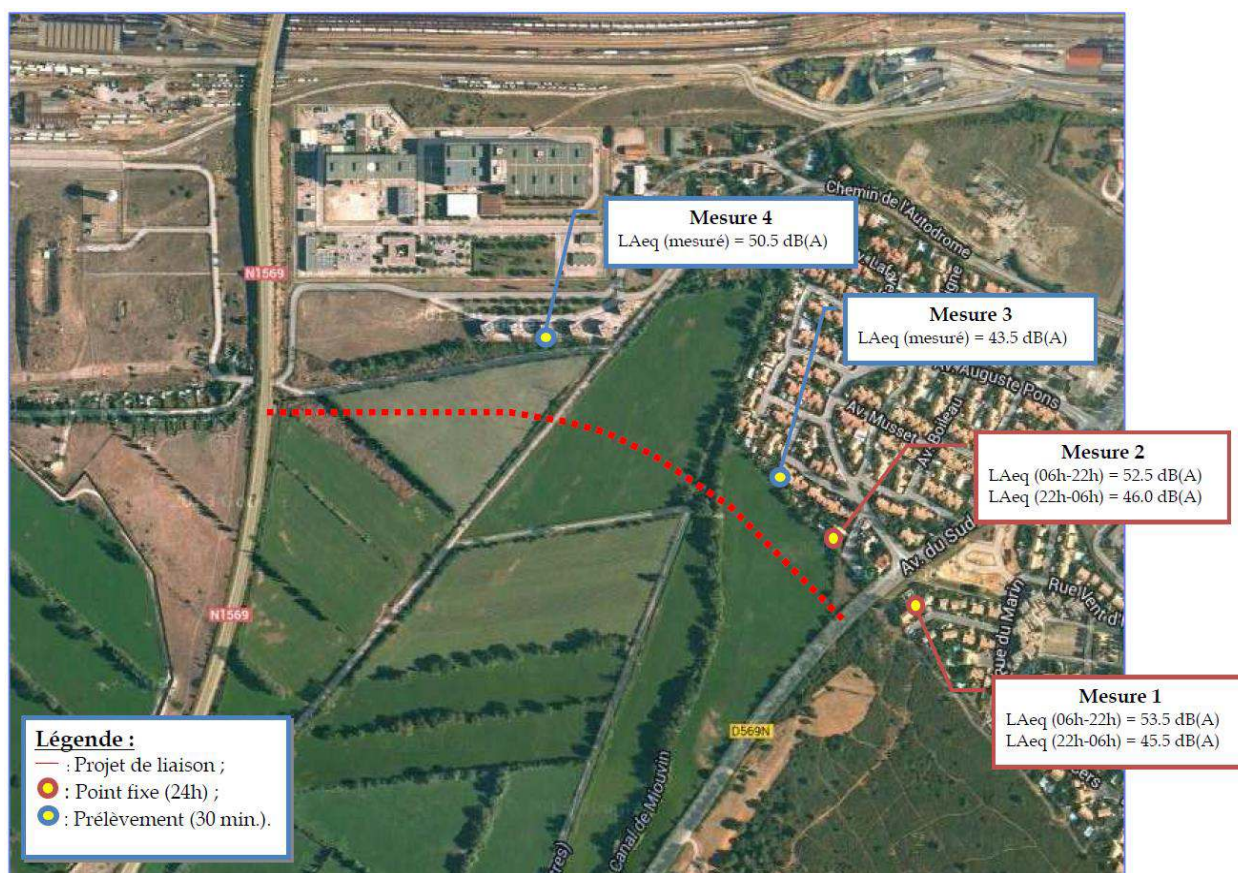 Chemin de l'Autodrome
Mesure 4
LAeq (mesuré) = 50.5 dB(A)
N1569
Mesure 3
LAeq (mesuré) = 43.5 dB(A)
Av. Auguste Pons
Av. Musset
Av. Boileau
Mesure 2
LAeq (06h-22h) = 52.5 dB(A)
LAeq (22h-06h) = 46.0 dB(A)
Av. du Sud
Rue du Marin
N1569
Mesure 1
LAeq (06h-22h) = 53.5 dB(A)
LAeq (22h-06h) = 45.5 dB(A)
D569N
Canal de Miouvin
Légende :
: Projet de liaison ;
: Point fixe (24h) ;
: Prélèvement (30 min.).